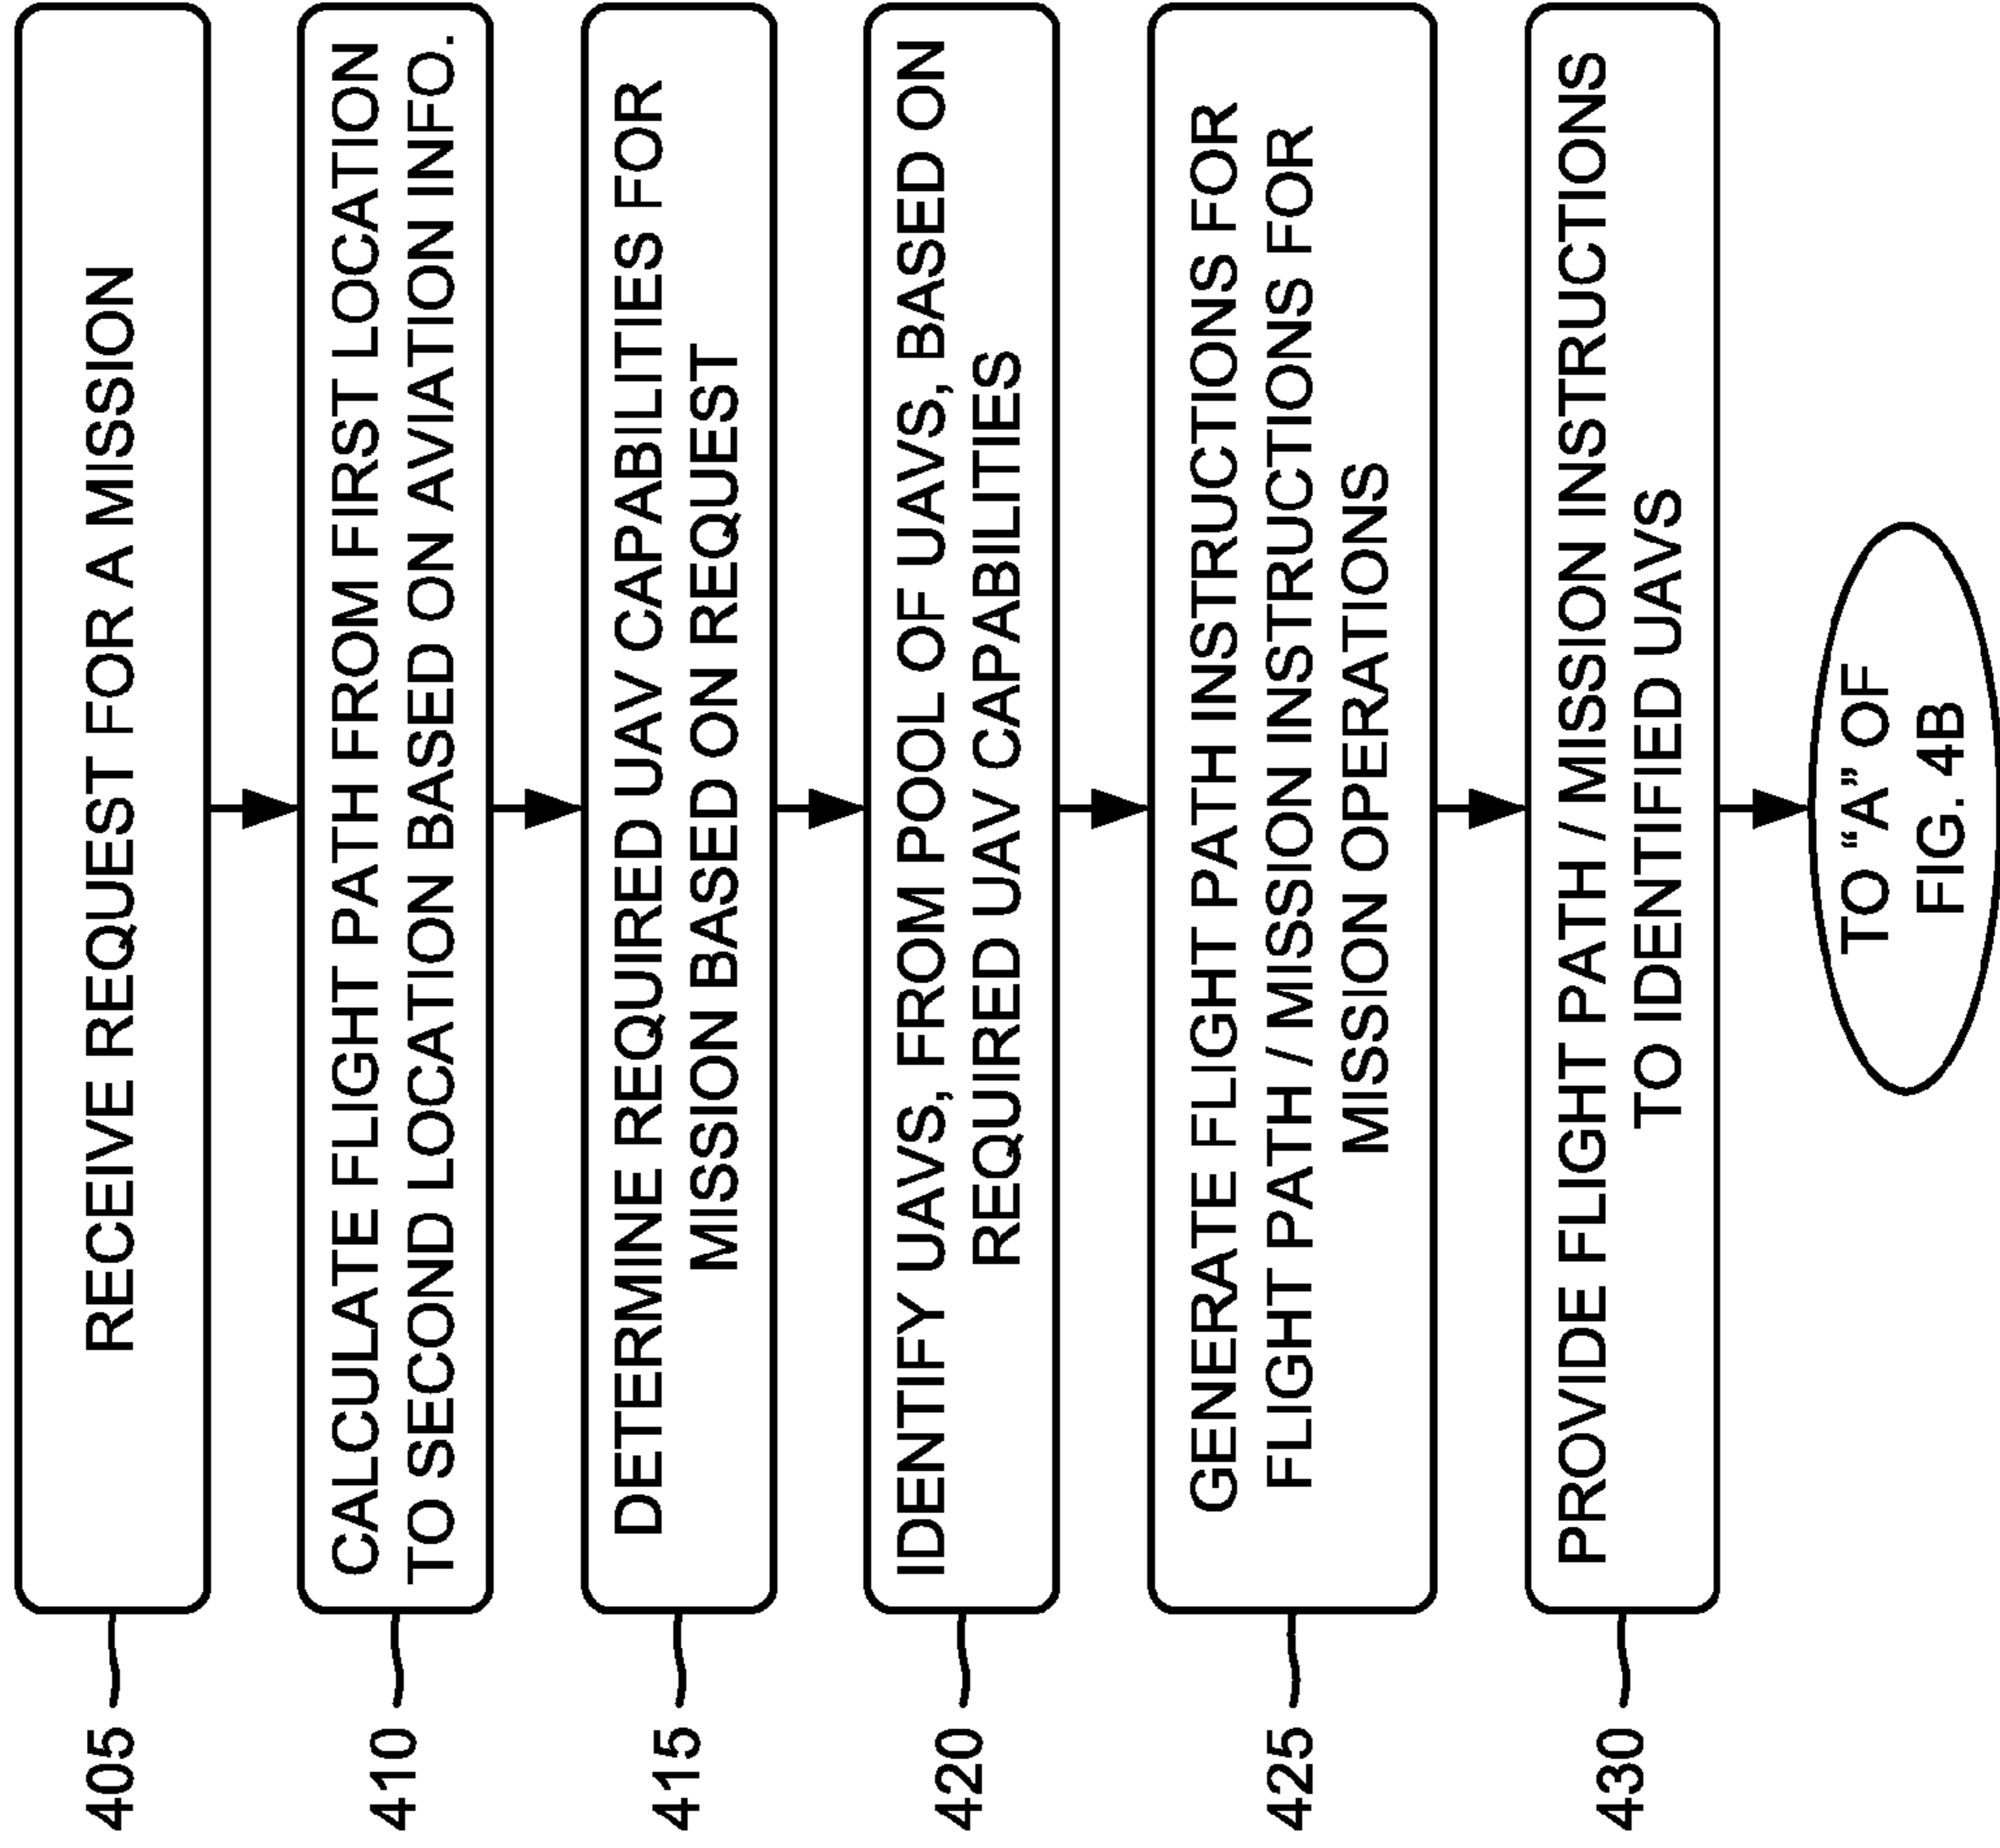 405
RECEIVE REQUEST FOR A MISSION
410
CALCULATE FLIGHT PATH FROM FIRST LOCATION
TO SECOND LOCATION BASED ON AVIATION INFO.
415
DETERMINE REQUIRED UAV CAPABILITIES FOR
MISSION BASED ON REQUEST
420
IDENTIFY UAVS, FROM POOL OF UAVS, BASED ON
REQUIRED UAV CAPABILITIES
425
GENERATE FLIGHT PATH INSTRUCTIONS FOR
FLIGHT PATH / MISSION INSTRUCTIONS FOR
MISSION OPERATIONS
430
PROVIDE FLIGHT PATH / MISSION INSTRUCTIONS
TO IDENTIFIED UAVS
TO “A” OF
FIG. 4B